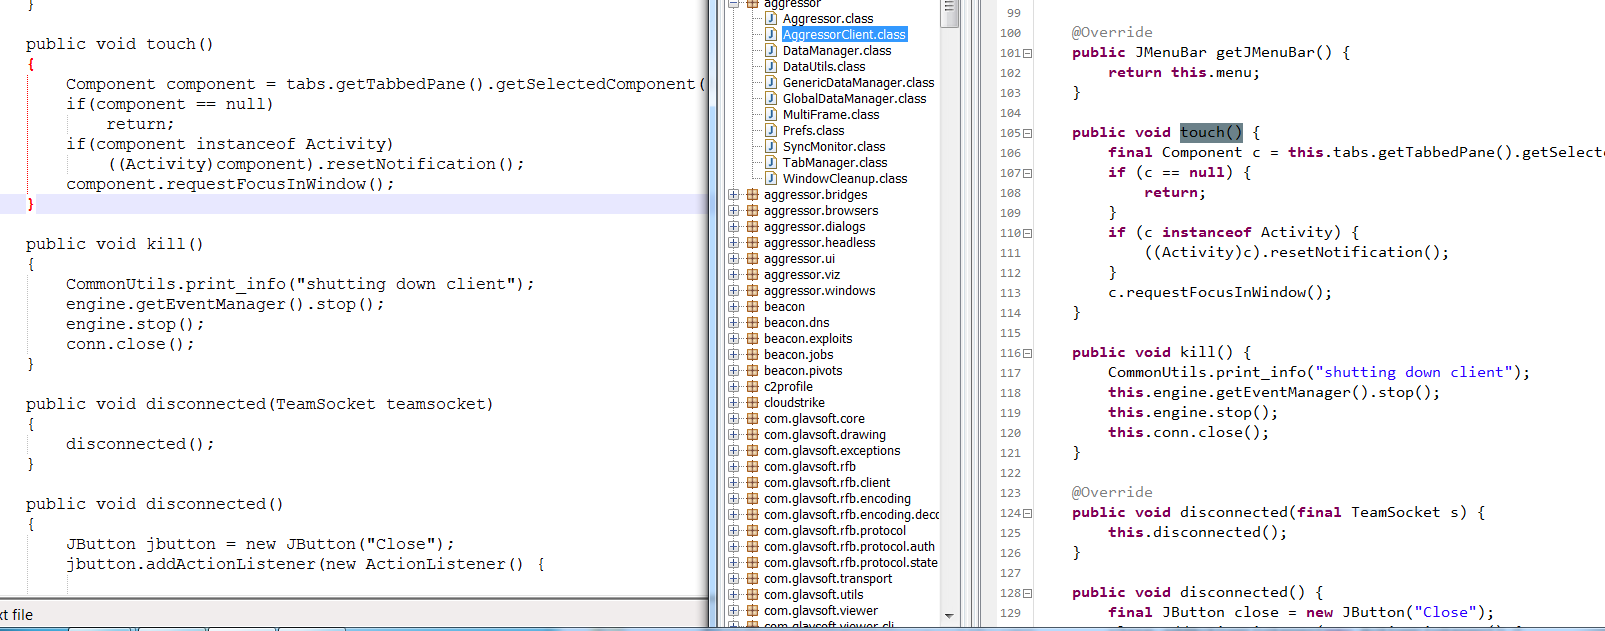 }
public void touch()
{
Component component = tabs.getTabbedPane().getSelectedComponent(
if(component == null)
return;
if(component instanceof Activity)
((Activity)component).resetNotification();
component.requestFocusInWindow();
}
public void kill()
{
CommonUtils.print_info("shutting down client");
engine.getEventManager().stop();
engine.stop();
conn.close();
}
public void disconnected(TeamSocket teamsocket)
{
disconnected();
}
public void disconnected()
{
JButton jbutton = new JButton("Close");
jbutton.addActionListener(new ActionListener() {
xt file
aggressor
Aggressor.class
AggressorClient.class
DataManager.class
DataUtils.class
GenericDataManager.class
GlobalDataManager.class
MultiFrame.class
Prefs.class
SyncMonitor.class
TabManager.class
WindowCleanup.class
aggressor.bridges
aggressor.browsers
aggressor.dialogs
aggressor.headless
aggressor.ui
aggressor.viz
aggressor.windows
beacon
beacon.dns
beacon.exploits
beacon.jobs
beacon.pivots
c2profile
cloudstrike
com.glavsoft.core
com.glavsoft.drawing
com.glavsoft.exceptions
com.glavsoft.rfb
com.glavsoft.rfb.client
com.glavsoft.rfb.encoding
com.glavsoft.rfb.encoding.decc
com.glavsoft.rfb.protocol
com.glavsoft.rfb.protocol.auth
com.glavsoft.rfb.protocol.state
com.glavsoft.transport
com.glavsoft.utils
com.glavsoft.viewer
com.glavsoft.viewer.cli
99
100 @Override
101 public JMenuBar getJMenuBar() {
102 return this.menu;
103 }
104
105 public void touch() {
106 final Component c = this.tabs.getTabbedPane().getSelecte
107 if (c == null) {
108 return;
109 }
110 if (c instanceof Activity) {
111 ((Activity)c).resetNotification();
112 }
113 c.requestFocusInWindow();
114 }
115
116 public void kill() {
117 CommonUtils.print_info("shutting down client");
118 this.engine.getEventManager().stop();
119 this.engine.stop();
120 this.conn.close();
121 }
122
123 @Override
124 public void disconnected(final TeamSocket s) {
125 this.disconnected();
126 }
127
128 public void disconnected() {
129 final JButton close = new JButton("Close");